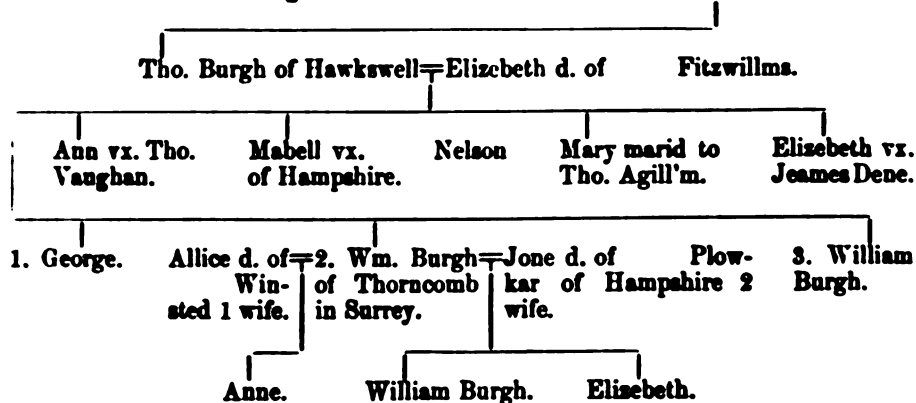 Tho. Burgh of Hawkswell=Elizcbeth d. of Fitzwillms.
Ann vx. Tho. Mabell vx. Nelson Mary marid to Elisebeth vx.
Vaughan. of Hampshire. Tho. Agill'm. Jeames Dene.
1. George. Allice d. of=2. Wm. Burgh=Jone d. of Plow- 3. William
Win- of Thorncomb kar of Hampshire 2 Burgh.
sted 1 wife. in Surrey. wife.
Anne. William Burgh. Elisebeth.